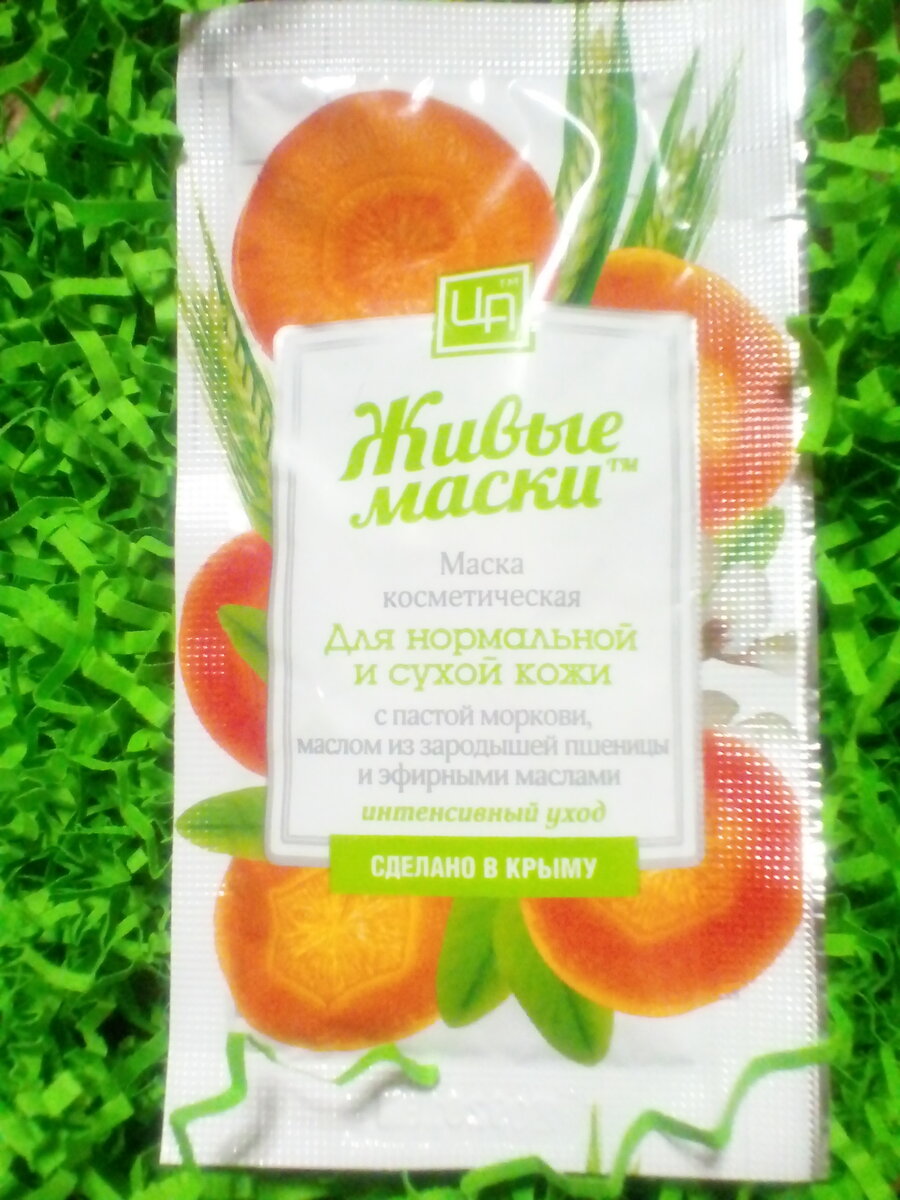 ЦА™
Живые
маски™
Маска
косметическая
Для нормальной
и сухой кожи
с пастой моркови,
маслом из зародышей пшеницы
и эфирными маслами
интенсивный уход
СДЕЛАНО В КРЫМУ